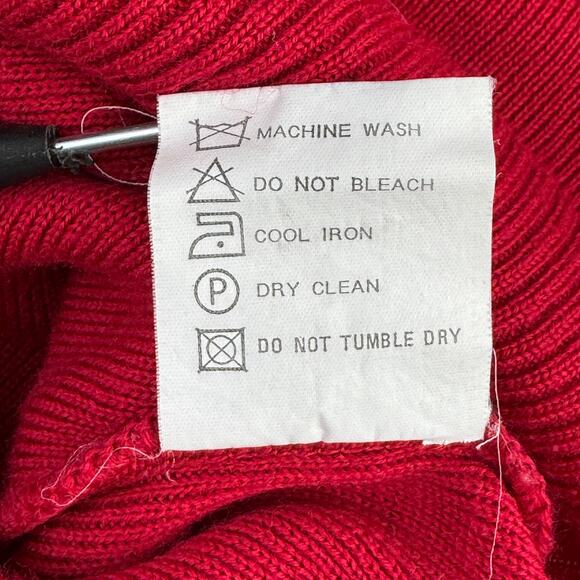 MACHINE WASH
DO NOT BLEACH
COOL IRON
P DRY CLEAN
DO NOT TUMBLE DRY